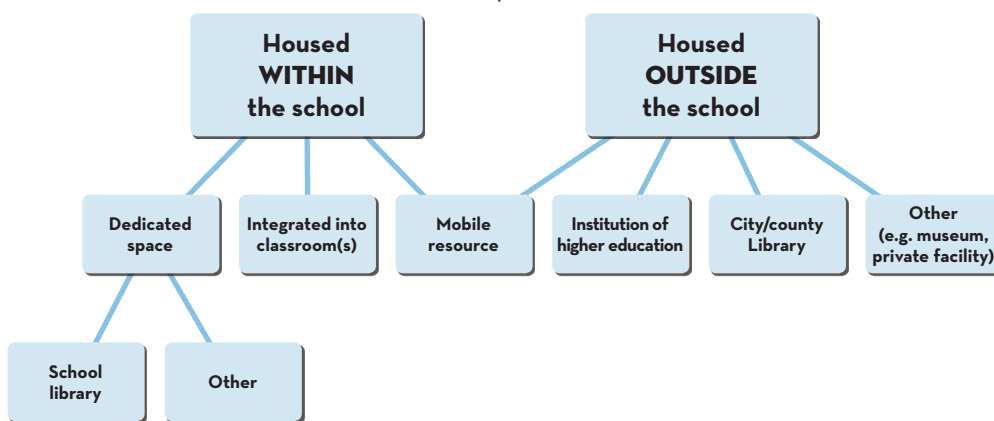 Housed
WITHIN
the school
Housed
OUTSIDE
the school
Dedicated
space
Integrated into
classroom(s)
Mobile
resource
Institution of
higher education
City/county
Library
Other
(e.g. museum,
private facility)
School
library
Other